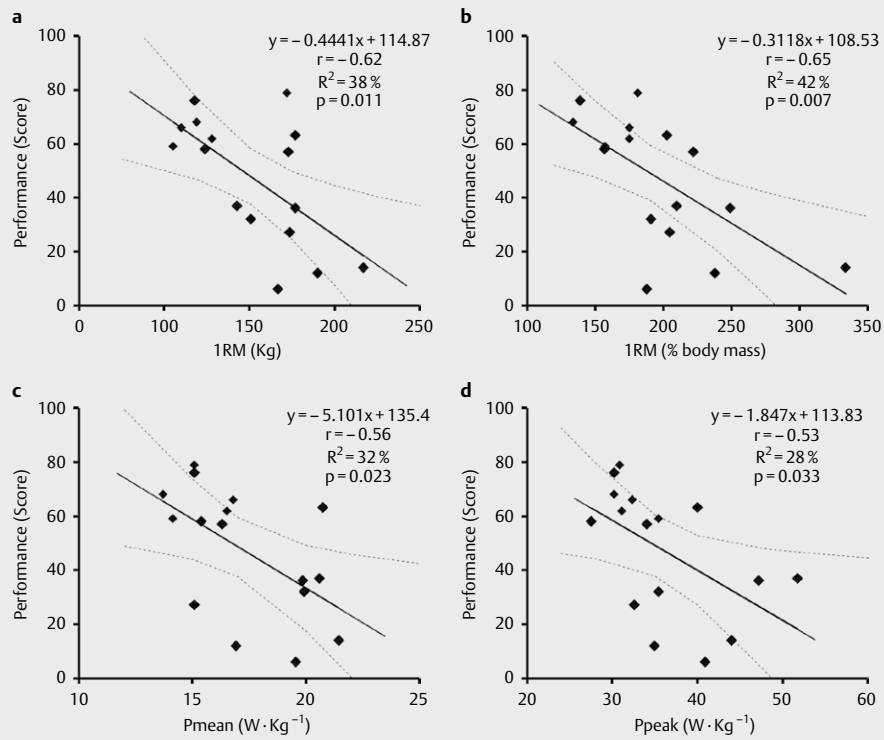 a
y = – 0.4441x + 114.87
r = – 0.62
R² = 38 %
p = 0.011
Performance (Score)
100
80
60
40
20
0
0 100 150 200 250
1RM (Kg)
b
y = – 0.3118x + 108.53
r = – 0.65
R² = 42 %
p = 0.007
Performance (Score)
100
80
60
40
20
0
100 150 200 250 300 350
1RM (% body mass)
c
y = – 5.101x + 135.4
r = – 0.56
R² = 32 %
p = 0.023
Performance (Score)
100
80
60
40
20
0
10 15 20 25
Pmean (W · Kg⁻¹)
d
y = – 1.847x + 113.83
r = – 0.53
R² = 28 %
p = 0.033
Performance (Score)
100
80
60
40
20
0
20 30 40 50 60
Ppeak (W · Kg⁻¹)